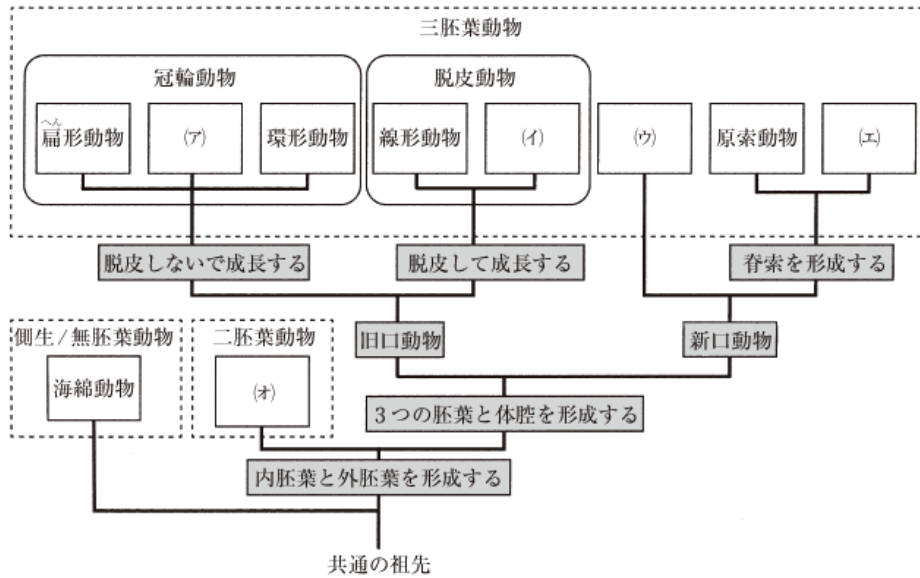 三胚葉動物
冠輪動物
脱皮動物
へん
扁形動物
(ア)
環形動物
線形動物
(イ)
(ウ)
原索動物
(エ)
脱皮しないで成長する
脱皮して成長する
脊索を形成する
側生/無胚葉動物
二胚葉動物
旧口動物
新口動物
海綿動物
(オ)
3つの胚葉と体腔を形成する
内胚葉と外胚葉を形成する
共通の祖先